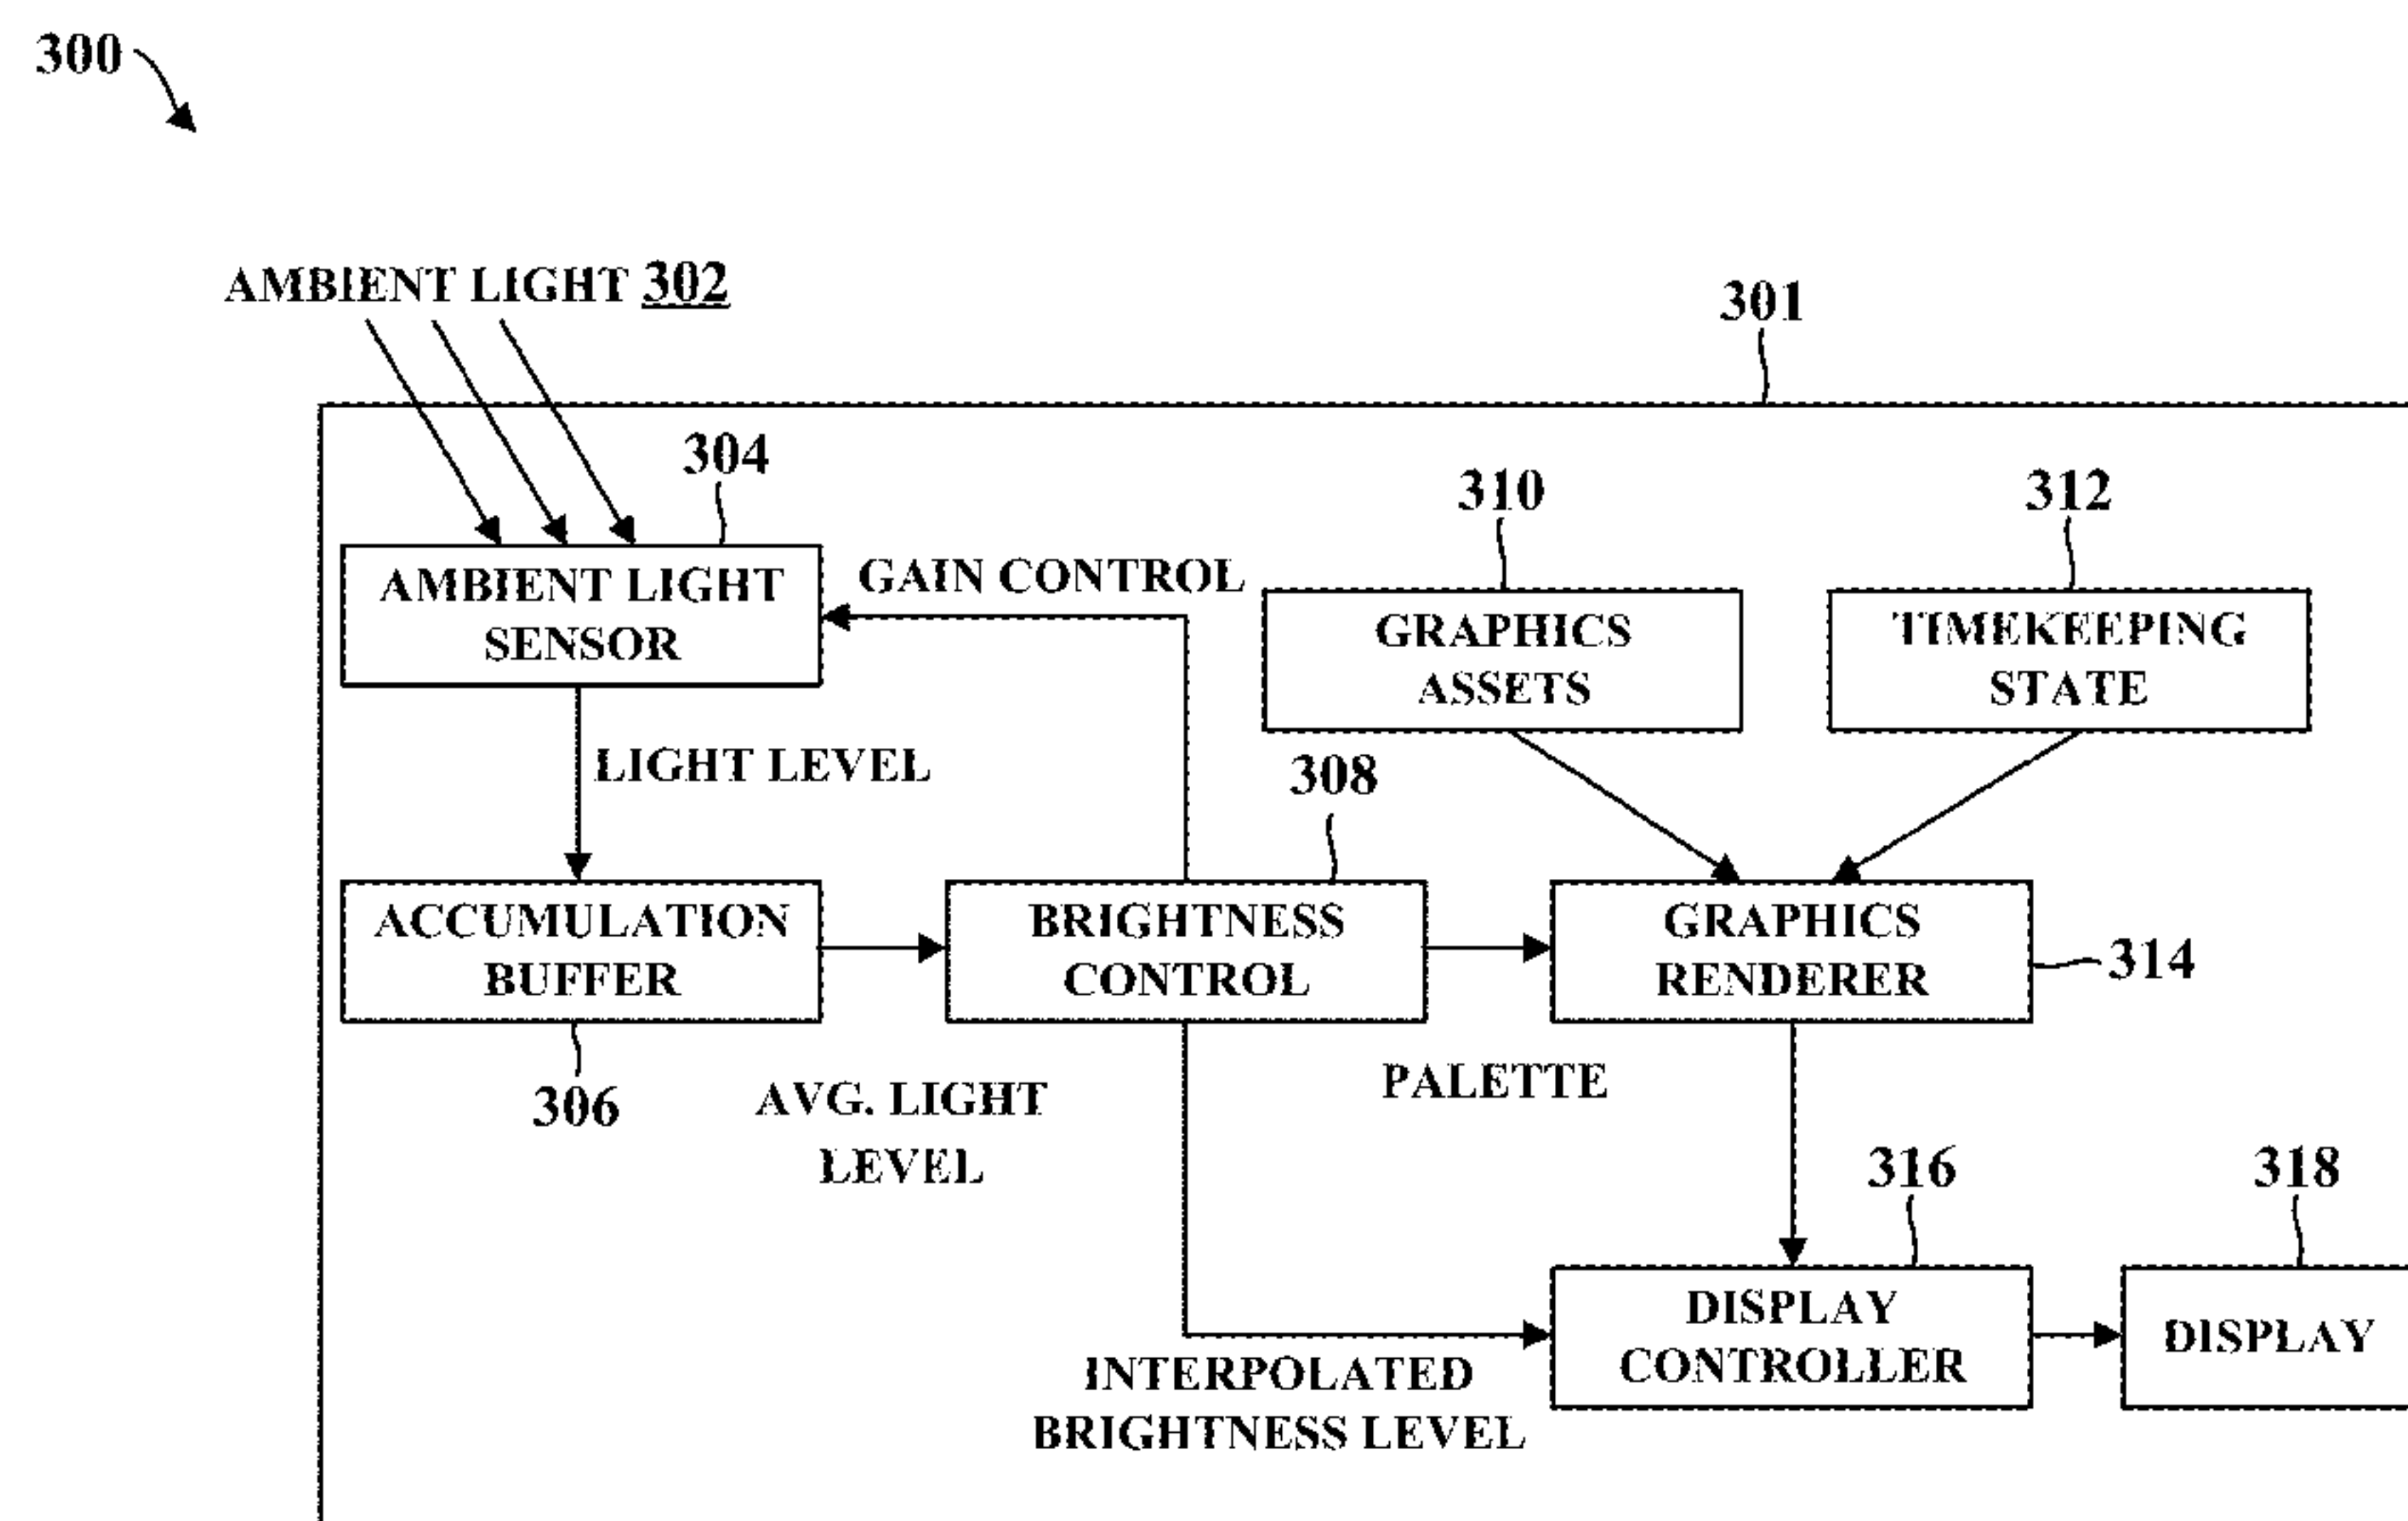 300
AMBIENT LIGHT 302
301
304
310
312
AMBIENT LIGHT
SENSOR
GAIN CONTROL
GRAPHICS
ASSETS
TIMEKEEPING
STATE
LIGHT LEVEL
308
ACCUMULATION
BUFFER
BRIGHTNESS
CONTROL
GRAPHICS
RENDERER
314
306
AVG. LIGHT
LEVEL
PALETTE
316
318
DISPLAY
CONTROLLER
DISPLAY
INTERPOLATED
BRIGHTNESS LEVEL